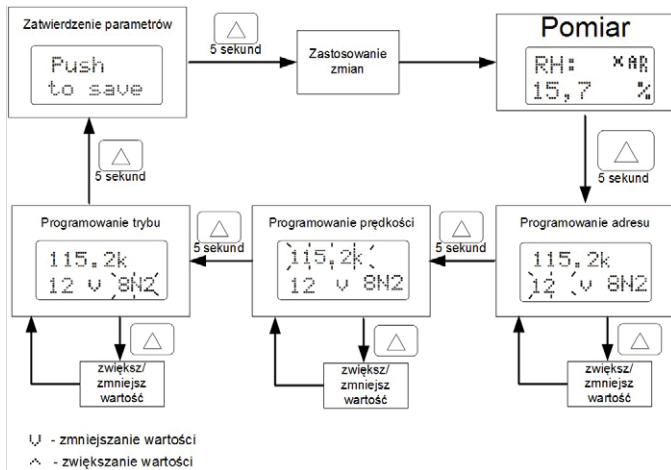 Zatwierdzenie parametrów
Push
to save
5 sekund
Zastosowanie
zmian
Pomiar
RH: xAR
15,7 %
5 sekund
5 sekund
Programowanie trybu
115.2k
12 v 8N2
5 sekund
Programowanie prędkości
115.2k
12 v 8N2
5 sekund
Programowanie adresu
115.2k
12 v 8N2
zwiększ/
zmniejsz
wartość
zwiększ/
zmniejsz
wartość
zwiększ/
zmniejsz
wartość
v - zmniejszanie wartości
^ - zwiększanie wartości